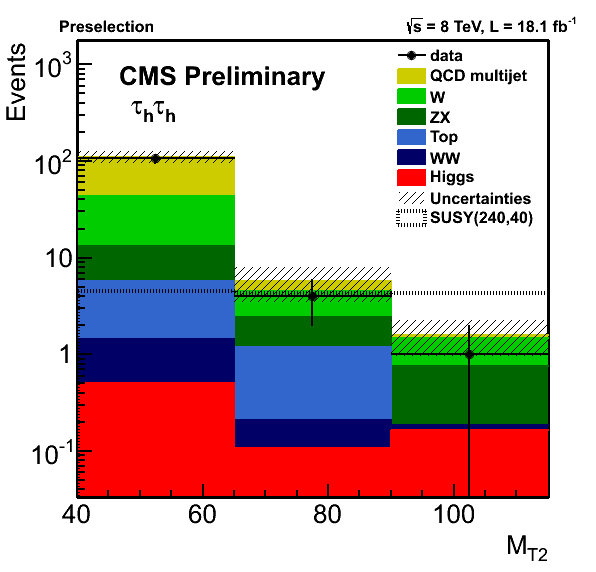 Preselection
√s = 8 TeV, L = 18.1 fb⁻¹
Events
CMS Preliminary
τhτh
data
QCD multijet
W
ZX
Top
WW
Higgs
Uncertainties
SUSY(240,40)
10³
10²
10
1
10⁻¹
40 60 80 100
MT2